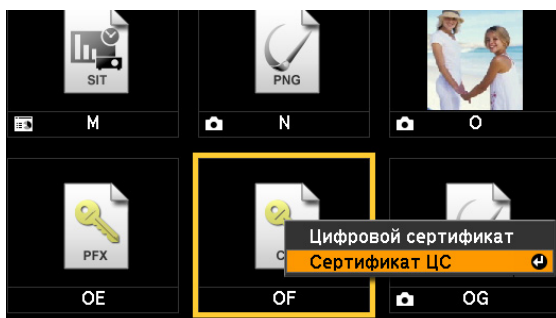 SIT
PNG
M
N
O
PFX
Цифровой сертификат
Сертификат ЦС
OE
OF
OG